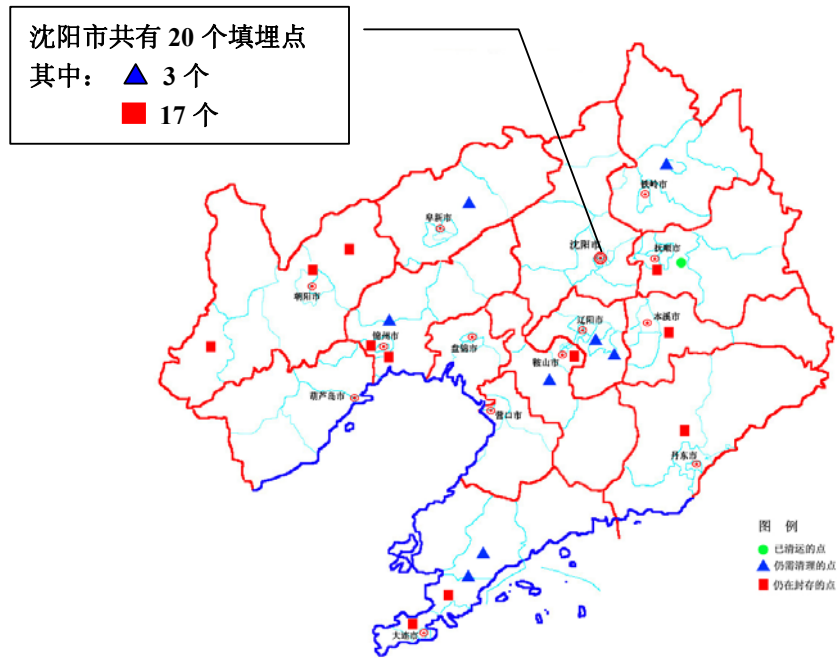 沈阳市共有 20 个填埋点
其中： 3 个
17 个
铁岭市
阜新市
沈阳市
抚顺市
朝阳市
本溪市
辽阳市
锦州市
盘锦市
鞍山市
葫芦岛市
营口市
丹东市
图 例
已清运的点
仍需清理的点
仍在封存的点
大连市